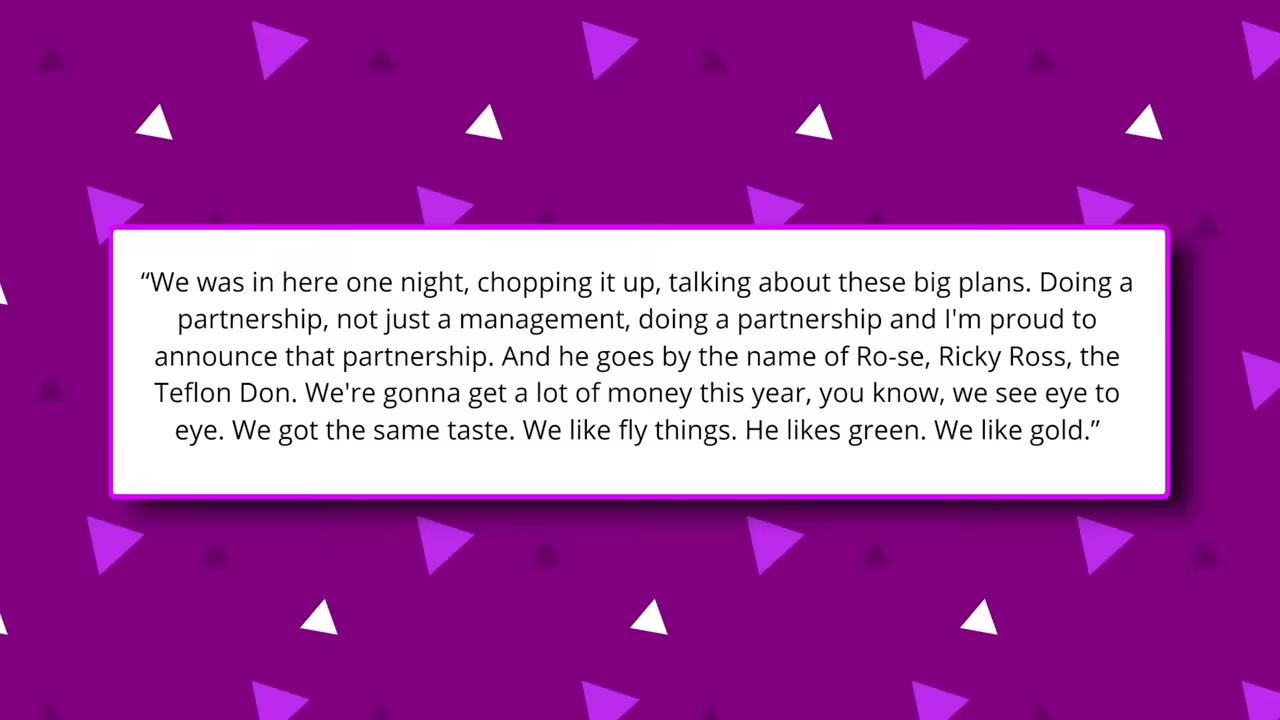 “We was in here one night, chopping it up, talking about these big plans. Doing a
partnership, not just a management, doing a partnership and I'm proud to
announce that partnership. And he goes by the name of Ro-se, Ricky Ross, the
Teflon Don. We're gonna get a lot of money this year, you know, we see eye to
eye. We got the same taste. We like fly things. He likes green. We like gold.”